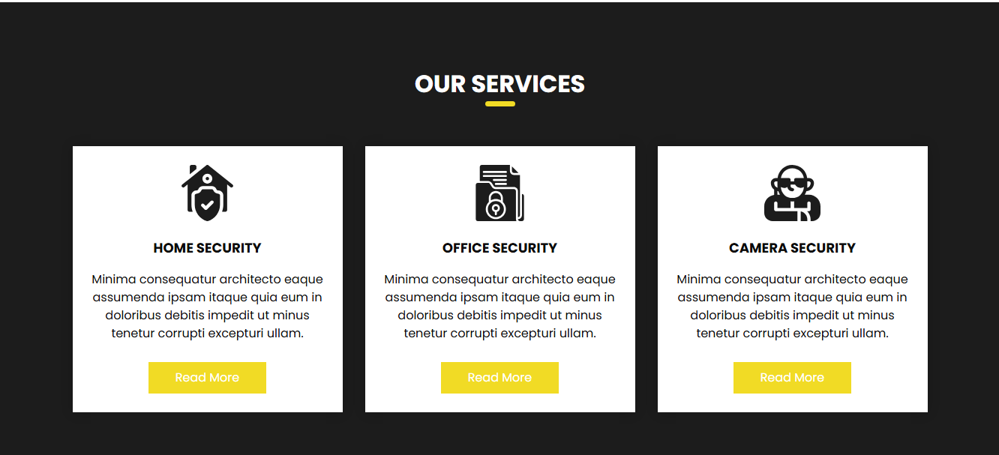 OUR SERVICES
HOME SECURITY
Minima consequatur architecto eaque
assumenda ipsam itaque quia eum in
doloribus debitis impedit ut minus
tenetur corrupti excepturi ullam.
Read More
OFFICE SECURITY
Minima consequatur architecto eaque
assumenda ipsam itaque quia eum in
doloribus debitis impedit ut minus
tenetur corrupti excepturi ullam.
Read More
CAMERA SECURITY
Minima consequatur architecto eaque
assumenda ipsam itaque quia eum in
doloribus debitis impedit ut minus
tenetur corrupti excepturi ullam.
Read More